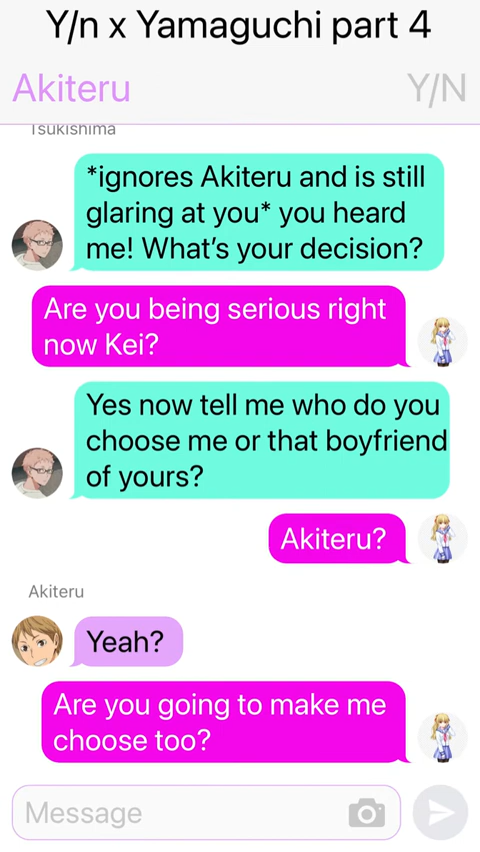 Y/n x Yamaguchi part 4
Akiteru
Y/N
Tsukishima
*ignores Akiteru and is still
glaring at you* you heard
me! What's your decision?
Are you being serious right
now Kei?
Yes now tell me who do you
choose me or that boyfriend
of yours?
Akiteru?
Akiteru
Yeah?
Are you going to make me
choose too?
Message